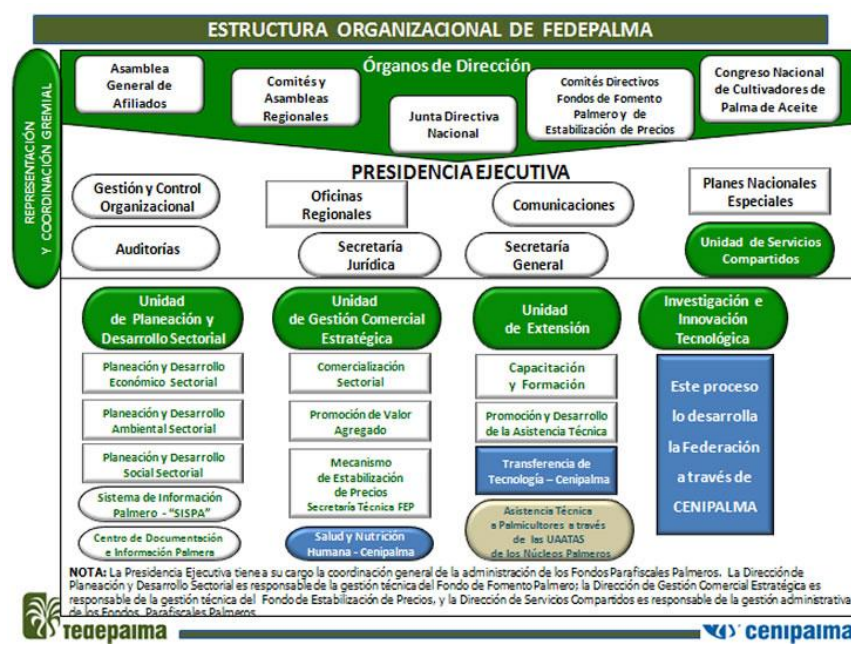 ESTRUCTURA ORGANIZACIONAL DE FEDEPALMA
REPRESENTACIÓN
Y COORDINACIÓN GREMIAL
Órganos de Dirección
Asamblea
General de
Afiliados
Comités y
Asambleas
Regionales
Junta Directiva
Nacional
Comités Directivos
Fondos de Fomento
Palmero y de
Estabilización de Precios
Congreso Nacional
de Cultivadores de
Palma de Aceite
PRESIDENCIA EJECUTIVA
Gestión y Control
Organizacional
Oficinas
Regionales
Comunicaciones
Planes Nacionales
Especiales
Auditorías
Secretaría
Jurídica
Secretaría
General
Unidad de Servicios
Compartidos
Unidad
de Planeación y
Desarrollo Sectorial
Planeación y Desarrollo
Económico Sectorial
Planeación y Desarrollo
Ambiental Sectorial
Planeación y Desarrollo
Social Sectorial
Sistema de Información
Palmero - "SISPA"
Centro de Documentación
e Información Palmera
Unidad
de Gestión Comercial
Estratégica
Comercialización
Sectorial
Promoción de Valor
Agregado
Mecanismo
de Estabilización
de Precios
Secretaría Técnica FEP
Salud y Nutrición
Humana - Cenipalma
Unidad
de Extensión
Capacitación
y Formación
Promoción y Desarrollo
de la Asistencia Técnica
Transferencia de
Tecnología – Cenipalma
Asistencia Técnica
a Palmicultores a través
de las UAATAS
de los Núcleos Palmeros
Investigación e
Innovación
Tecnológica
Este proceso
lo desarrolla
la Federación
a través de
CENIPALMA
NOTA: La Presidencia Ejecutiva tiene a su cargo la coordinación general de la administración de los Fondos Parafiscales Palmeros. La Dirección de
Planeación y Desarrollo Sectorial es responsable de la gestión técnica del Fondo de Fomento Palmero; la Dirección de Gestión Comercial Estratégica es
responsable de la gestión técnica del Fondo de Estabilización de Precios, y la Dirección de Servicios Compartidos es responsable de la gestión administrativa
de los Fondos Parafiscales Palmeros
fedepalma
cenipalma